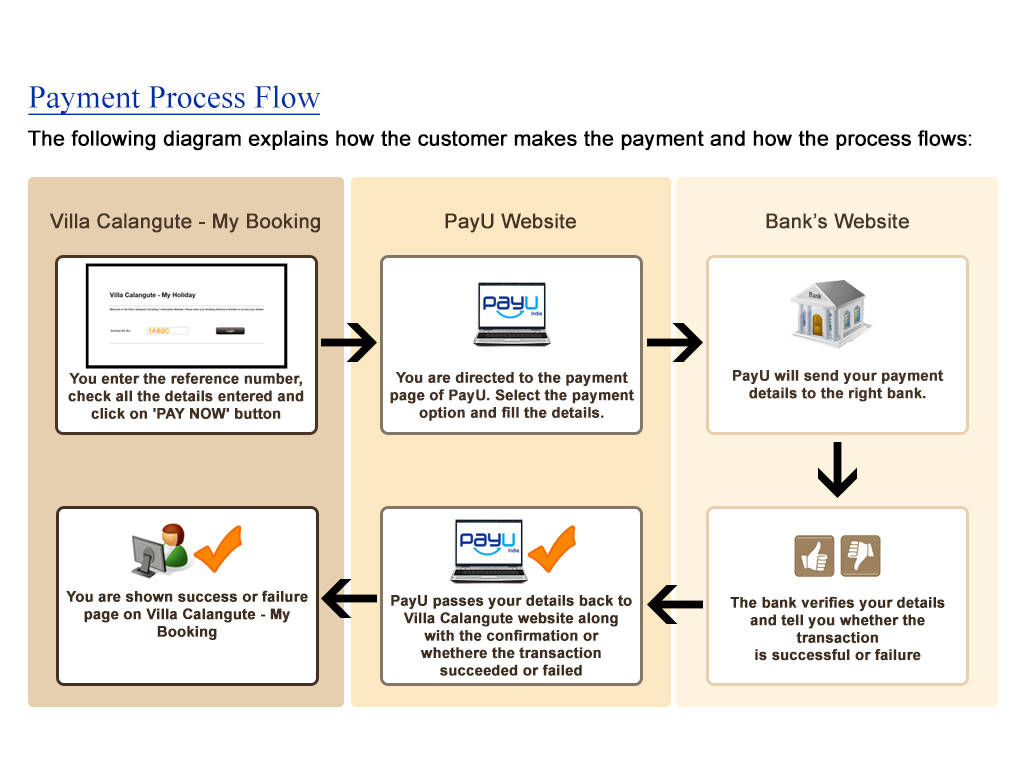 Payment Process Flow
The following diagram explains how the customer makes the payment and how the process flows:
Villa Calangute - My Booking
PayU Website
Bank's Website
Villa Calangute - My Holiday
Welcome to the Villa Calangute's Booking Confirmation Website. Please enter your Booking Reference Number to access your details
Booking Ref. No:
1AB2C
Login
You enter the reference number,
check all the details entered and
click on 'PAY NOW' button
PayU
India
You are directed to the payment
page of PayU. Select the payment
option and fill the details.
Bank
PayU will send your payment
details to the right bank.
The bank verifies your details
and tell you whether the
transaction
is successful or failure
PayU
India
PayU passes your details back to
Villa Calangute website along
with the confirmation or
whethere the transaction
succeeded or failed
You are shown success or failure
page on Villa Calangute - My
Booking